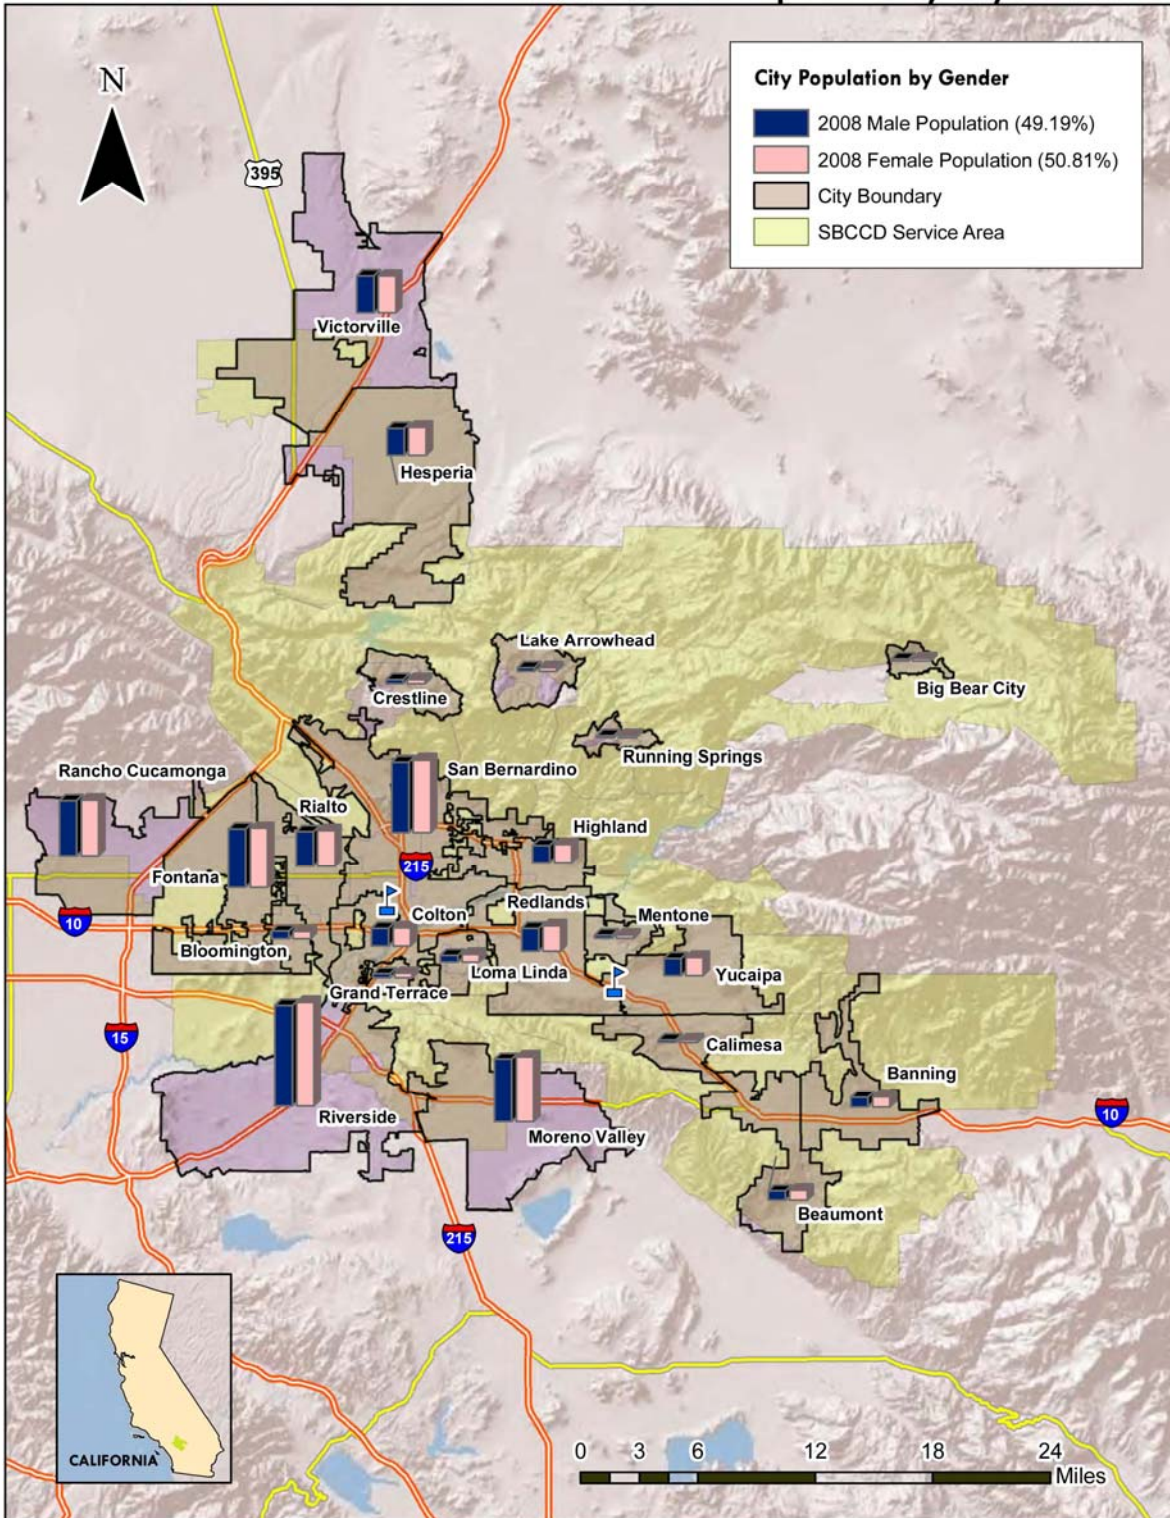 City Population by Gender
2008 Male Population (49.19%)
2008 Female Population (50.81%)
City Boundary
SBCCD Service Area
N
395
Victorville
Hesperia
Lake Arrowhead
Crestline
Big Bear City
Running Springs
Rancho Cucamonga
San Bernardino
Rialto
Highland
215
Fontana
Redlands
Colton
Mentone
10
Bloomington
Loma Linda
Yucaipa
Grand Terrace
15
Calimesa
Banning
10
Riverside
Moreno Valley
Beaumont
215
CALIFORNIA
0 3 6 12 18 24
Miles